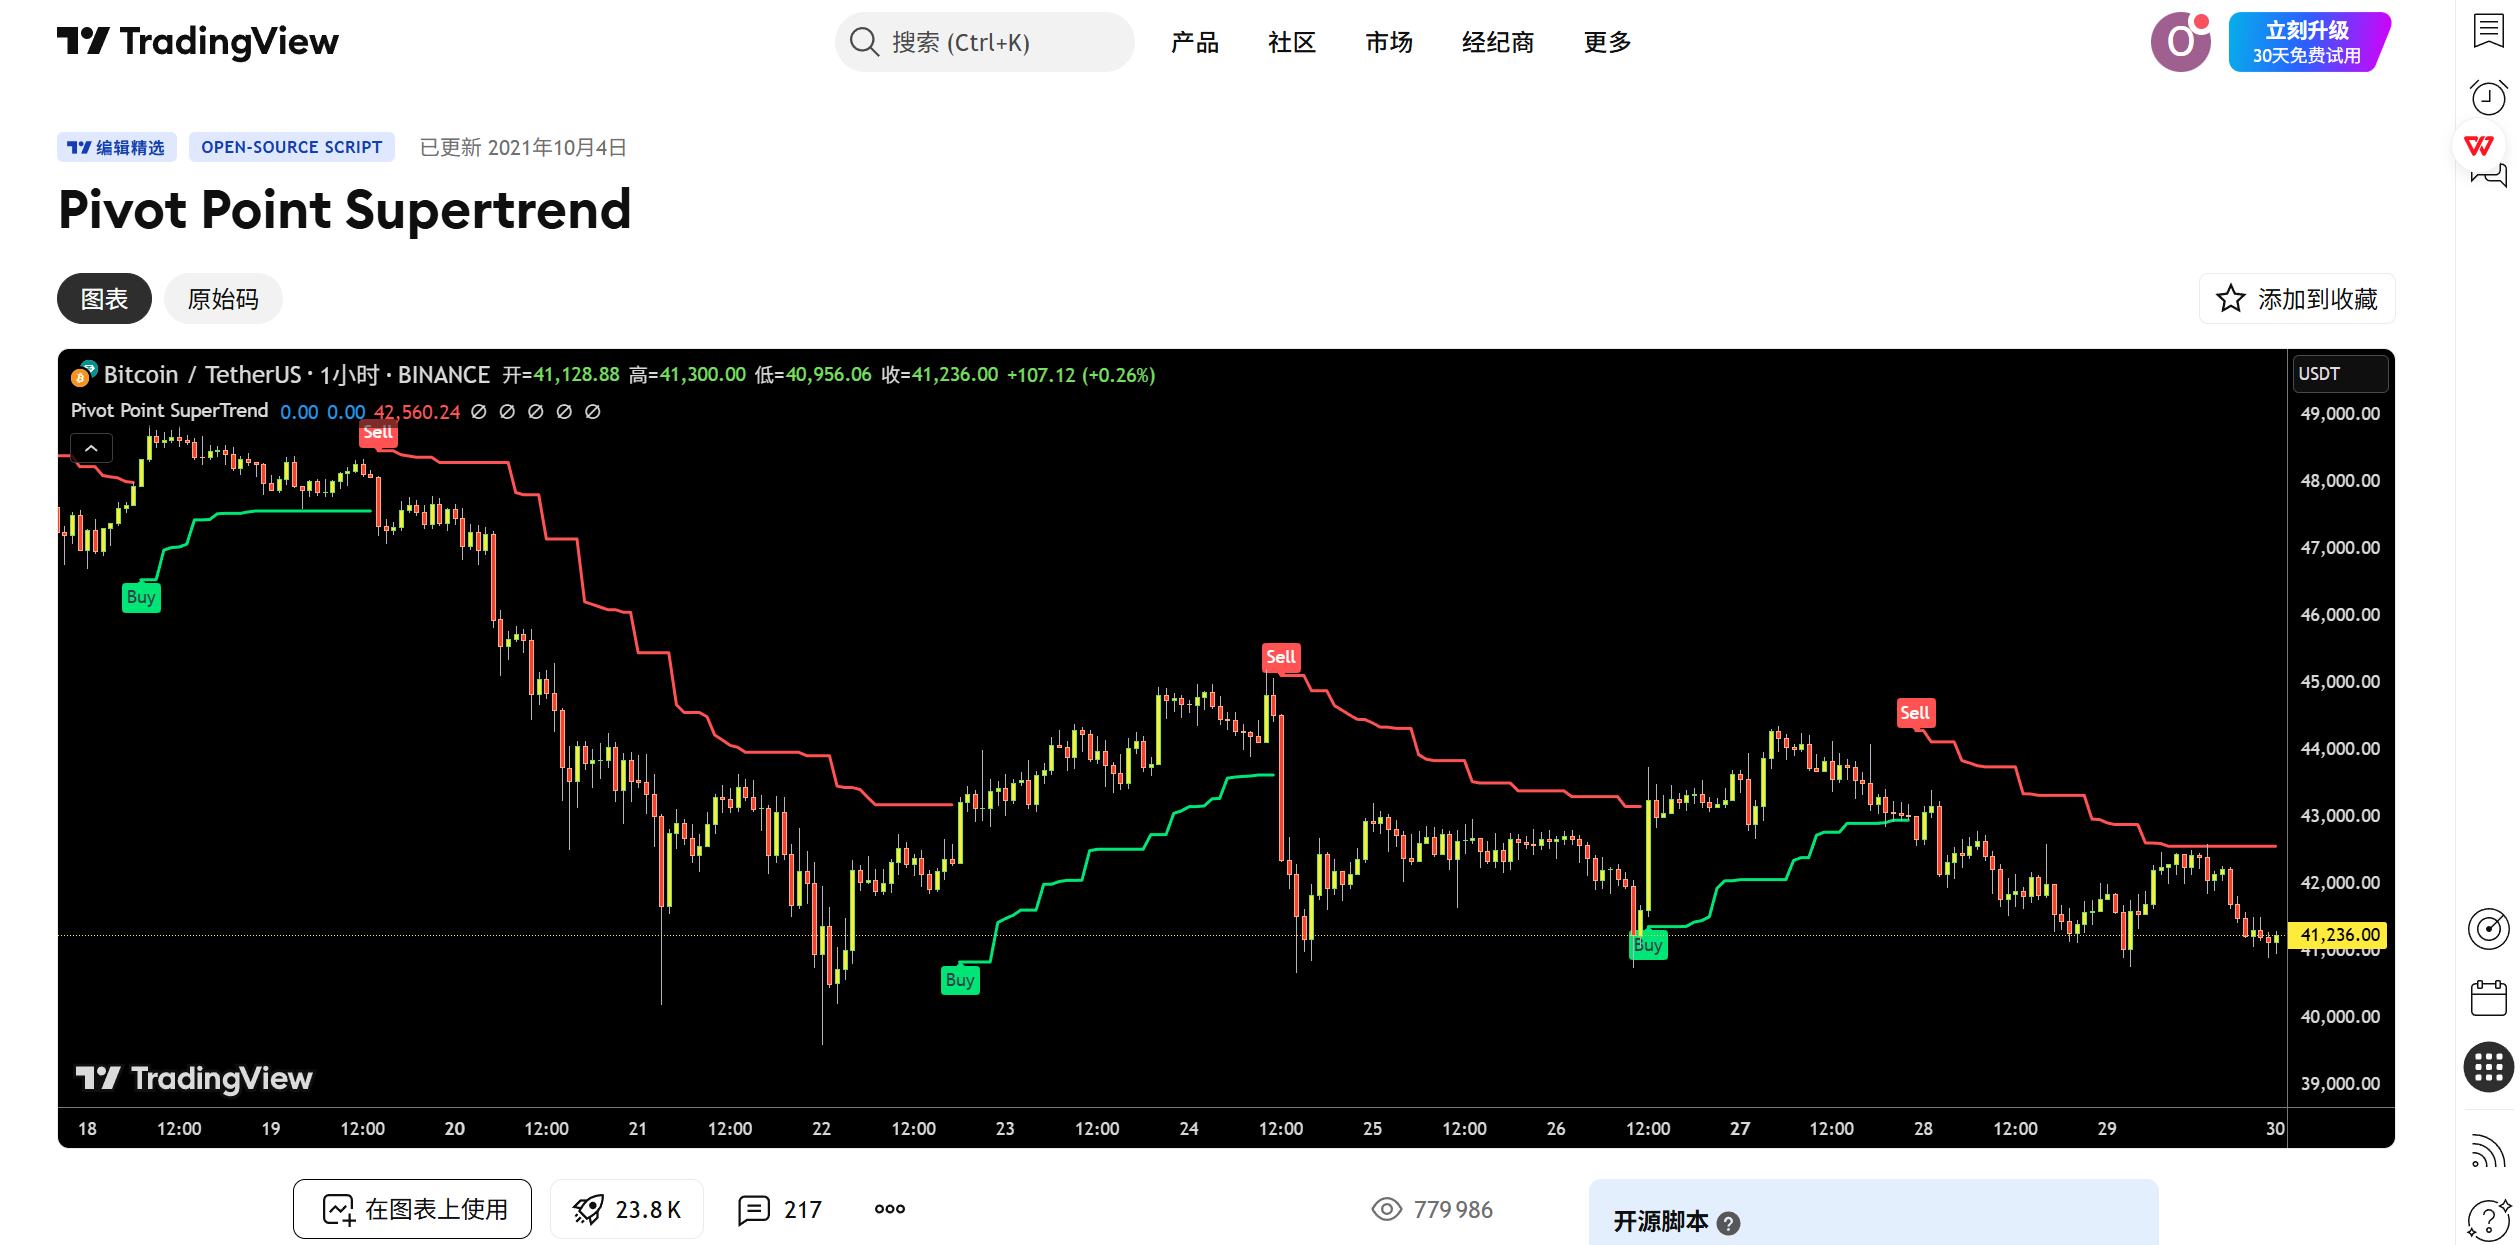 TradingView
搜索 (Ctrl+K)
产品 社区 市场 经纪商 更多
O
立刻升级
30天免费试用
编辑精选 OPEN-SOURCE SCRIPT 已更新 2021年10月4日
Pivot Point Supertrend
图表 原始码
添加到收藏
Bitcoin / TetherUS · 1小时 · BINANCE 开=41,128.88 高=41,300.00 低=40,956.06 收=41,236.00 +107.12 (+0.26%)
USDT
Pivot Point SuperTrend 0.00 0.00 42,560.24 ∅ ∅ ∅ ∅ ∅
49,000.00
Sell
48,000.00
47,000.00
Buy
46,000.00
Sell
45,000.00
Sell
44,000.00
43,000.00
42,000.00
41,236.00
Buy
41,000.00
Buy
40,000.00
TradingView
39,000.00
18 12:00 19 12:00 20 12:00 21 12:00 22 12:00 23 12:00 24 12:00 25 12:00 26 12:00 27 12:00 28 12:00 29 30
在图表上使用 23.8 K 217 779 986
开源脚本 ?